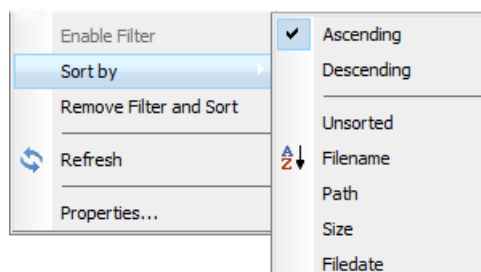 Enable Filter
Sort by
Remove Filter and Sort
Refresh
Properties...
Ascending
Descending
Unsorted
Filename
Path
Size
Filedate